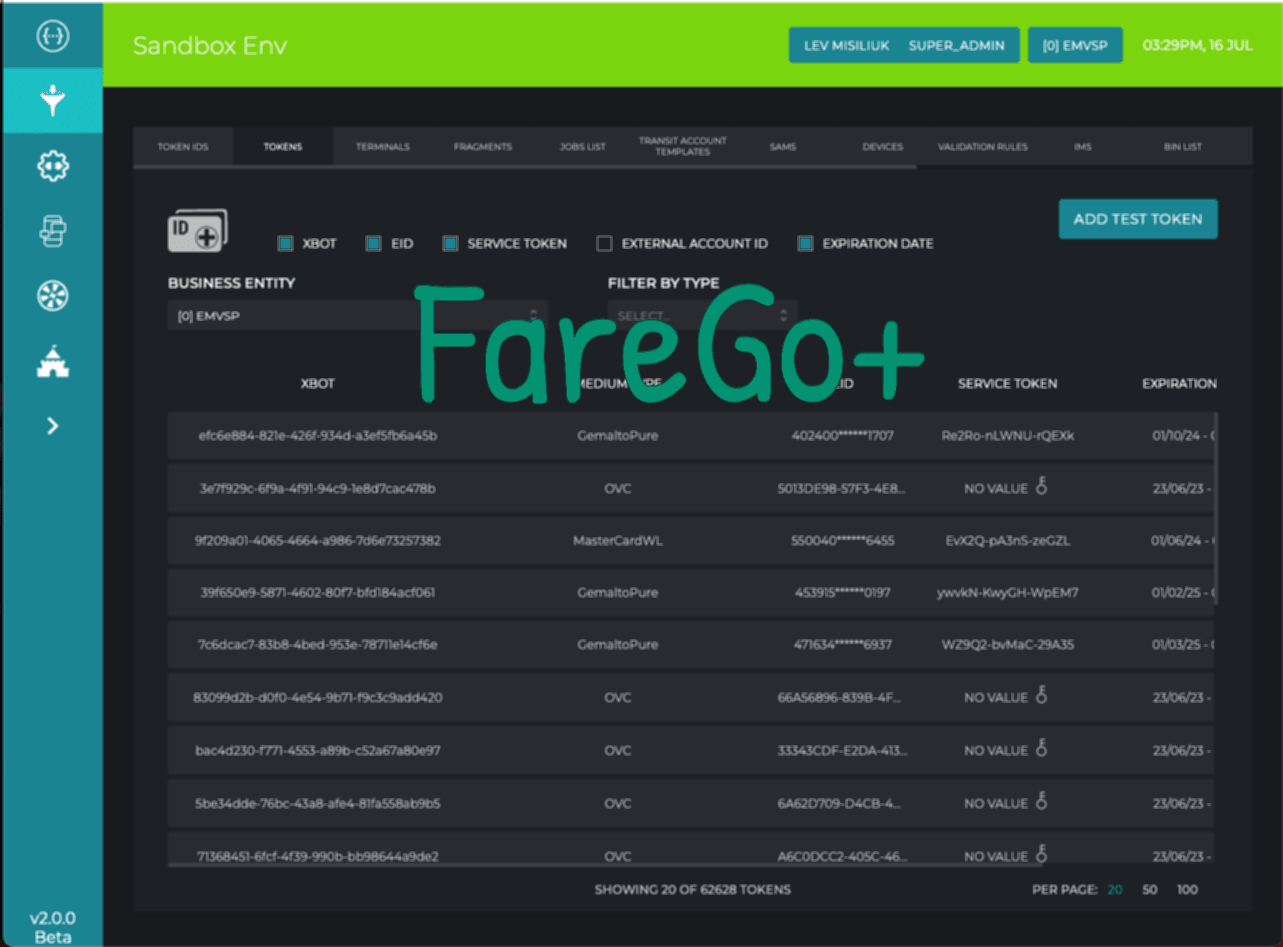 Sandbox Env
LEV MISILIUK SUPER_ADMIN [0] EMVSP 03:29PM, 16 JUL
TOKEN IDS TOKENS TERMINALS FRAGMENTS JOBS LIST TRANSIT ACCOUNT TEMPLATES SAMS DEVICES VALIDATION RULES IMS BIN LIST
ID
XBOT EID SERVICE TOKEN EXTERNAL ACCOUNT ID EXPIRATION DATE
ADD TEST TOKEN
BUSINESS ENTITY FILTER BY TYPE
[0] EMVSP SELECT...
FareGo+
XBOT MEDIUM SERVICE TOKEN EXPIRATION
efc6e884-821e-426f-934d-a3ef5fb6a45b GemaltoPure 402400******1707 Re2Ro-nLWNU-rQEXk 01/10/24 -
3e7f929c-6f9a-4f91-94c9-1e8d7cac478b OVC 5013DE98-57F3-4E8... NO VALUE 23/06/23 -
9f209a01-4065-4664-a986-7d6e73257382 MasterCardWL 550040******6455 EvX2Q-pA3nS-zeGZL 01/06/24 -
39f650e9-5871-4602-80f7-bfd184acf061 GemaltoPure 453915******0197 ywvkN-KwyGH-WpEM7 01/02/25 -
7c6dcac7-83b8-4bed-953e-78711e14cf6e GemaltoPure 471634******6937 WZ9Q2-bvMaC-29A35 01/03/25 -
83099d2b-d0f0-4e54-9b71-f9c3c9add420 OVC 66A56896-839B-4F... NO VALUE 23/06/23 -
bac4d230-f771-4553-a89b-c52a67a80e97 OVC 33343CDF-E2DA-413... NO VALUE 23/06/23 -
5be34dde-76bc-43a8-afe4-81fa558ab9b5 OVC 6A62D709-D4CB-4... NO VALUE 23/06/23 -
71368451-6fcf-4f39-990b-bb98644a9de2 OVC A6C0DCC2-405C-46... NO VALUE 23/06/23 -
SHOWING 20 OF 62628 TOKENS PER PAGE: 20 50 100
v2.0.0
Beta